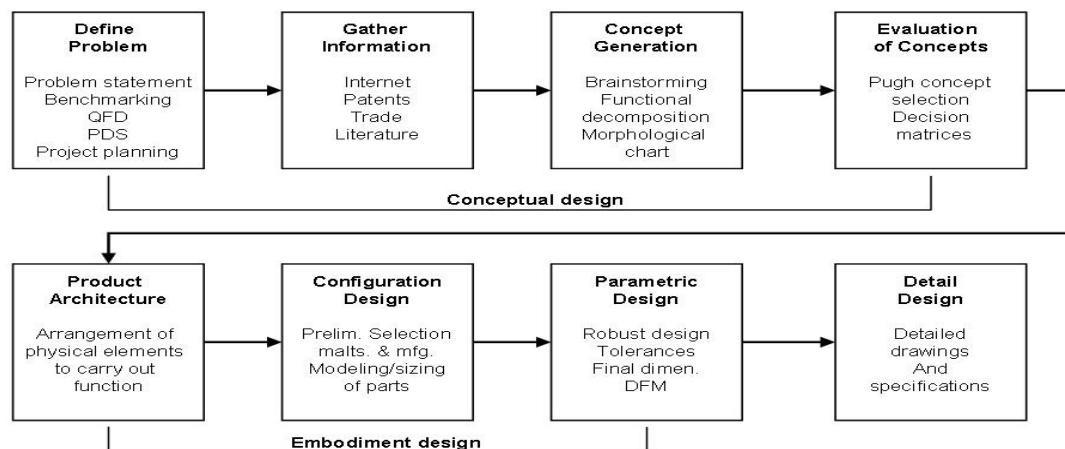 Define
Problem
Problem statement
Benchmarking
QFD
PDS
Project planning
Gather
Information
Internet
Patents
Trade
Literature
Concept
Generation
Brainstorming
Functional
decomposition
Morphological
chart
Evaluation
of Concepts
Pugh concept
selection
Decision
matrices
Conceptual design
Product
Architecture
Arrangement of
physical elements
to carry out
function
Configuration
Design
Prelim. Selection
malts. & mfg.
Modeling/sizing
of parts
Parametric
Design
Robust design
Tolerances
Final dimen.
DFM
Detail
Design
Detailed
drawings
And
specifications
Embodiment design